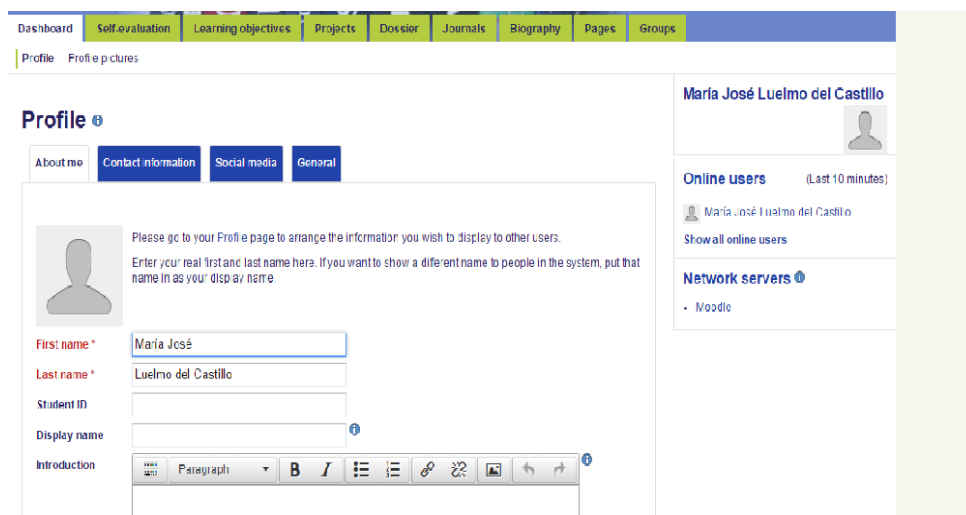 Dashboard Self-evaluation Learning objectives Projects Dossier Journals Biography Pages Groups
Profile Profile pictures
Profile
About me Contact information Social media General
Please go to your Profile page to arrange the information you wish to display to other users.
Enter your real first and last name here. If you want to show a diferent name to people in the system, put that
name in as your display name
First name *
María José
Last name *
Luelmo del Castillo
Student ID
Display name
Introduction
Paragraph B I
María José Luelmo del Castillo
Online users (Last 10 minutes)
María José Luelmo del Castillo
Show all online users
Network servers
Moodle